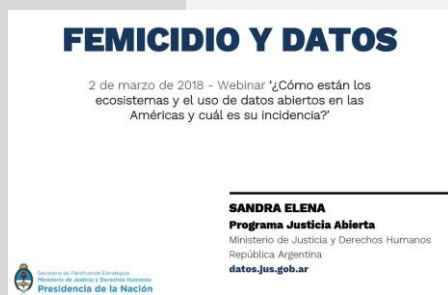 FEMICIDIO Y DATOS
2 de marzo de 2018 - Webinar '¿Cómo están los
ecosistemas y el uso de datos abiertos en las
Américas y cuál es su incidencia?'
SANDRA ELENA
Programa Justicia Abierta
Ministerio de Justicia y Derechos Humanos
República Argentina
datos.jus.gob.ar
Secretaría de Planificación Estratégica
Ministerio de Justicia y Derechos Humanos
Presidencia de la Nación